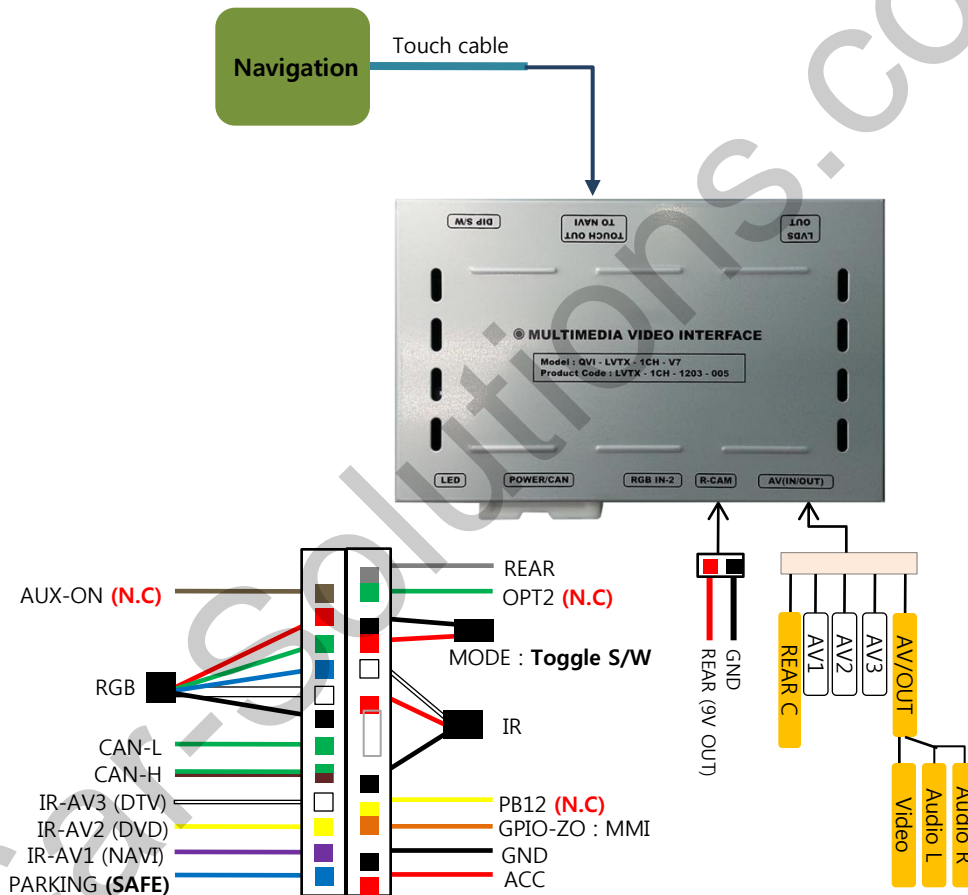 Navigation
Touch cable
DIP S/W
TOUCH OUT
TO NAVI
LVDS
OUT
MULTIMEDIA VIDEO INTERFACE
Model : QVI - LVTX - 1CH - V7
Product Code : LVTX - 1CH - 1203 - 005
LED
POWER/CAN
RGB IN-2
R-CAM
AV(IN/OUT)
AUX-ON (N.C)
RGB
CAN-L
CAN-H
IR-AV3 (DTV)
IR-AV2 (DVD)
IR-AV1 (NAVI)
PARKING (SAFE)
REAR
OPT2 (N.C)
MODE : Toggle S/W
IR
PB12 (N.C)
GPIO-ZO : MMI
GND
ACC
REAR (9V OUT)
GND
REAR C
AV1
AV2
AV3
AV/OUT
Video
Audio L
Audio R
car-solutions.co